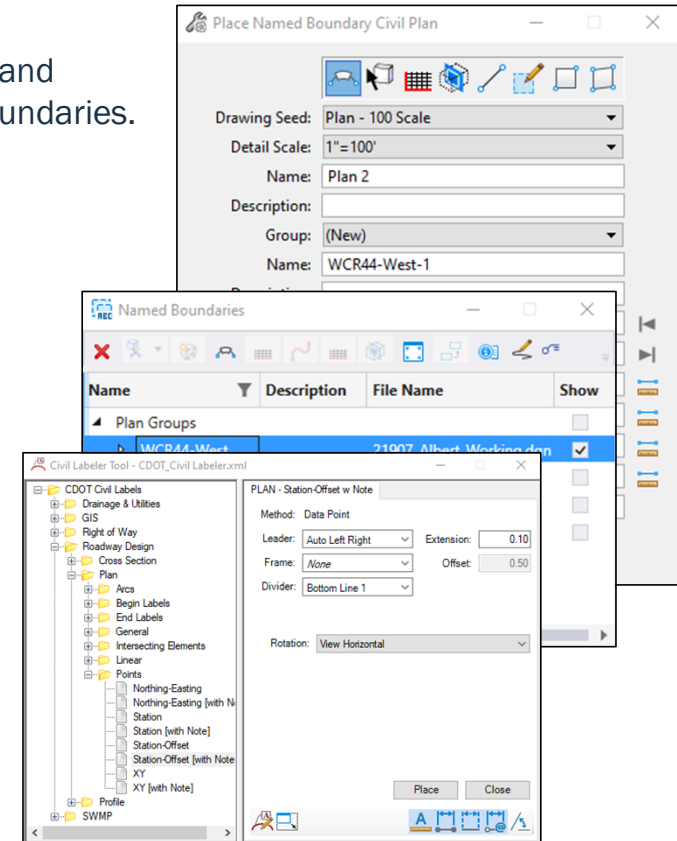 and
undaries.
Place Named Boundary Civil Plan
Drawing Seed: Plan - 100 Scale
Detail Scale: 1"=100'
Name: Plan 2
Description:
Group: (New)
Name: WCR44-West-1
Named Boundaries
Name Description File Name Show
Plan Groups
WCR44-West 21907_Albert_Working.dgn
Civil Labeler Tool - CDOT_Civil Labeler.xml
CDOT Civil Labels
Drainage & Utilities
GIS
Right of Way
Roadway Design
Cross Section
Plan
Arcs
Begin Labels
End Labels
General
Intersecting Elements
Linear
Points
Northing-Easting
Northing-Easting [with N
Station
Station [with Note]
Station-Offset
Station-Offset [with Note
XY
XY [with Note]
Profile
SWMP
PLAN - Station-Offset w Note
Method: Data Point
Leader: Auto Left Right Extension: 0.10
Frame: None Offset: 0.50
Divider: Bottom Line 1
Rotation: View Horizontal
Place Close